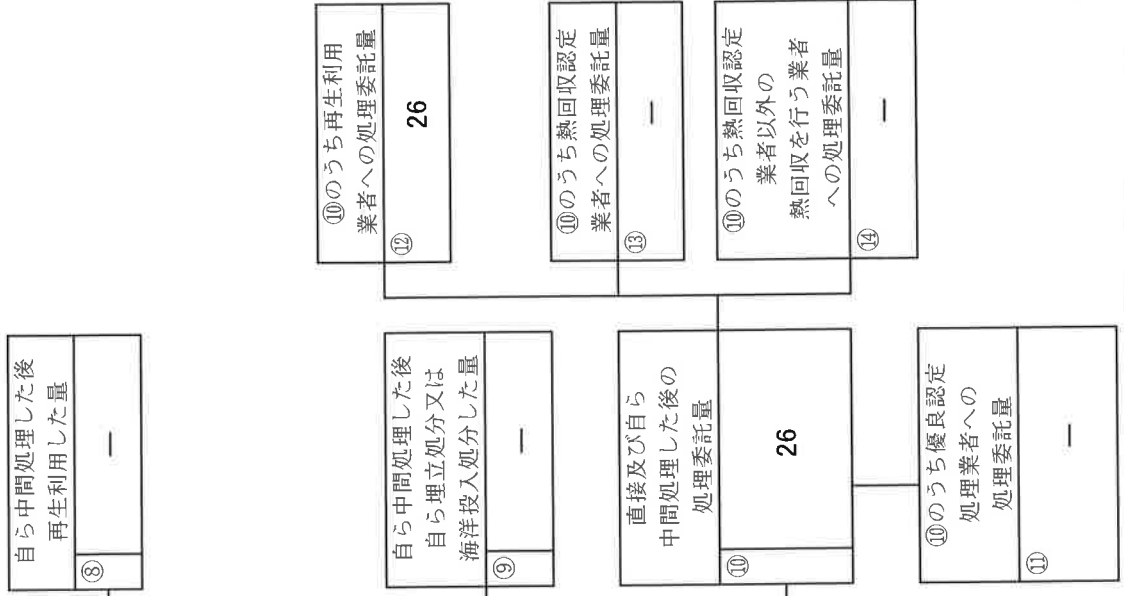 自ら中間処理した後
再生利用した量
⑧
—
自ら中間処理した後
自ら埋立処分又は
海洋投入処分した量
⑨
—
直接及び自ら
中間処理した後の
処理委託量
⑩
26
⑩のうち優良認定
処理業者への
処理委託量
⑪
—
⑩のうち再生利用
業者への処理委託量
⑫
26
⑩のうち熱回収認定
業者への処理委託量
⑬
—
⑩のうち熱回収認定
業者以外の
熱回収を行う業者
への処理委託量
⑭
—